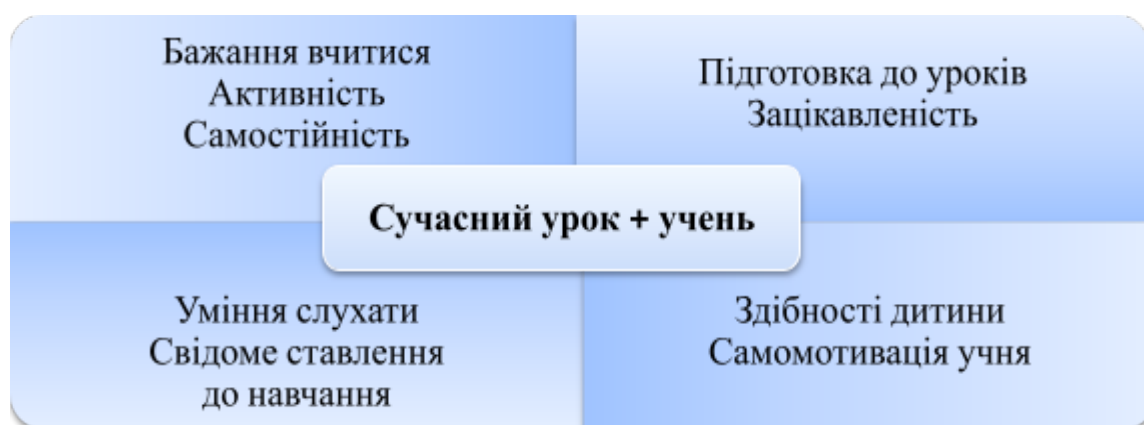 Бажання вчитися
Активність
Самостійність
Підготовка до уроків
Зацікавленість
Сучасний урок + учень
Уміння слухати
Свідоме ставлення
до навчання
Здібності дитини
Самомотивація учня